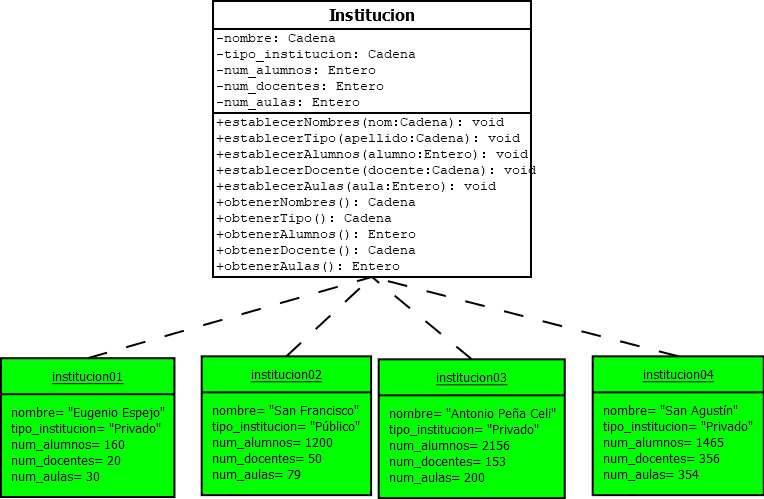 Institucion
-nombre: Cadena
-tipo_institucion: Cadena
-num_alumnos: Entero
-num_docentes: Entero
-num_aulas: Entero
+establecerNombres(nom:Cadena): void
+establecerTipo(apellido:Cadena): void
+establecerAlumnos(alumno:Entero): void
+establecerDocente(docente:Cadena): void
+establecerAulas(aula:Entero): void
+obtenerNombres(): Cadena
+obtenerTipo(): Cadena
+obtenerAlumnos(): Entero
+obtenerDocente(): Cadena
+obtenerAulas(): Entero
institucion01
nombre= "Eugenio Espejo"
tipo_institucion= "Privado"
num_alumnos= 160
num_docentes= 20
num_aulas= 30
institucion02
nombre= "San Francisco"
tipo_institucion= "Público"
num_alumnos= 1200
num_docentes= 50
num_aulas= 79
institucion03
nombre= "Antonio Peña Celi"
tipo_institucion= "Privado"
num_alumnos= 2156
num_docentes= 153
num_aulas= 200
institucion04
nombre= "San Agustín"
tipo_institucion= "Privado"
num_alumnos= 1465
num_docentes= 356
num_aulas= 354